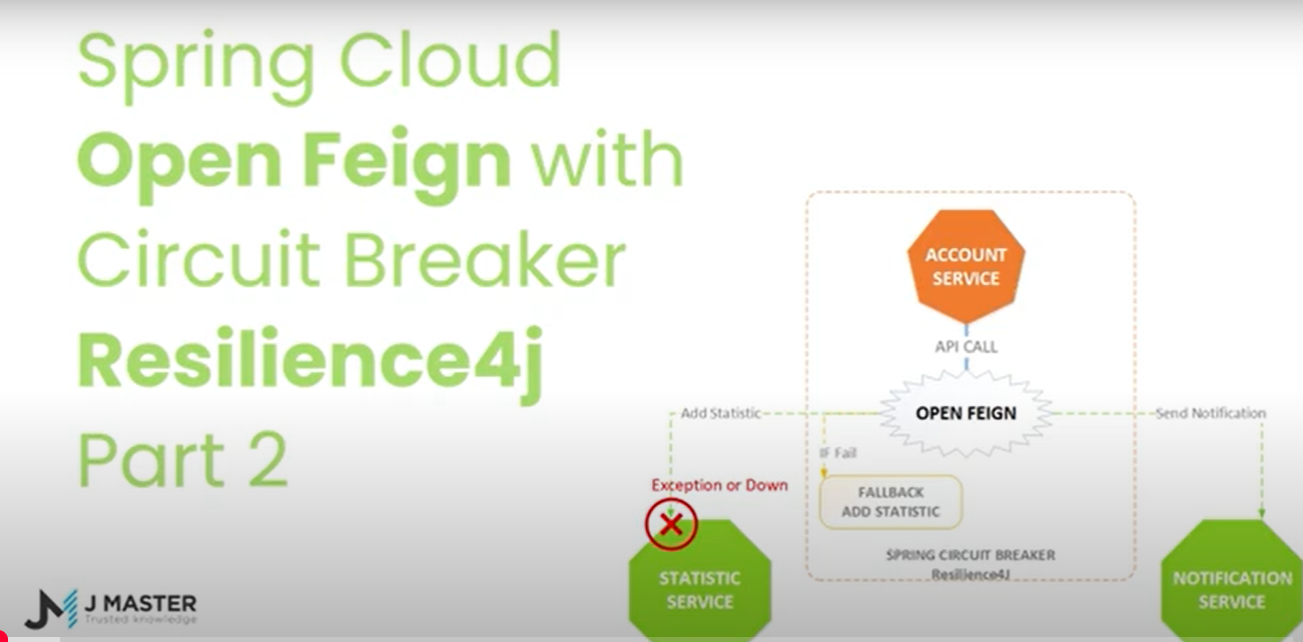 Spring Cloud
Open Feign with
Circuit Breaker
Resilience4j
Part 2
ACCOUNT
SERVICE
API CALL
OPEN FEIGN
Add Statistic
Send Notification
IF Fail
Exception or Down
FALLBACK
ADD STATISTIC
SPRING CIRCUIT BREAKER
Resilience4J
STATISTIC
SERVICE
NOTIFICATION
SERVICE
J MASTER
Trusted knowledge